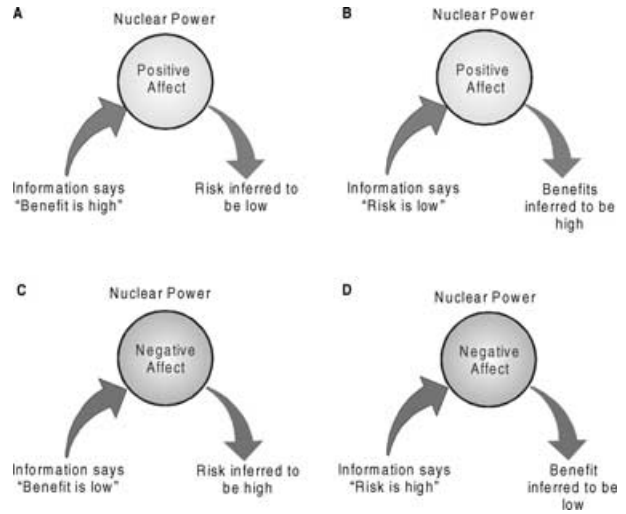 A
Nuclear Power
Positive
Affect
Information says
"Benefit is high"
Risk inferred to
be low
B
Nuclear Power
Positive
Affect
Information says
"Risk is low"
Benefits
inferred to be
high
C
Nuclear Power
Negative
Affect
Information says
"Benefit is low"
Risk inferred to
be high
D
Nuclear Power
Negative
Affect
Information says
"Risk is high"
Benefit
inferred to be
low